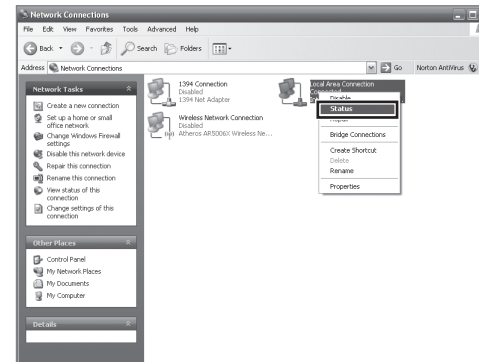 Network Connections
File Edit View Favorites Tools Advanced Help
Back Search Folders
Address Network Connections Go Norton AntiVirus
Network Tasks
Create a new connection
Set up a home or small
office network
Change Windows Firewall
settings
Disable this network device
Repair this connection
Rename this connection
View status of this
connection
Change settings of this
connection
Other Places
Control Panel
My Network Places
My Documents
My Computer
Details
1394 Connection
Disabled
1394 Net Adapter
Wireless Network Connection
Disabled
Atheros AR5006X Wireless Ne...
Local Area Connection
Connected
Disable
Status
Repair
Bridge Connections
Create Shortcut
Delete
Rename
Properties